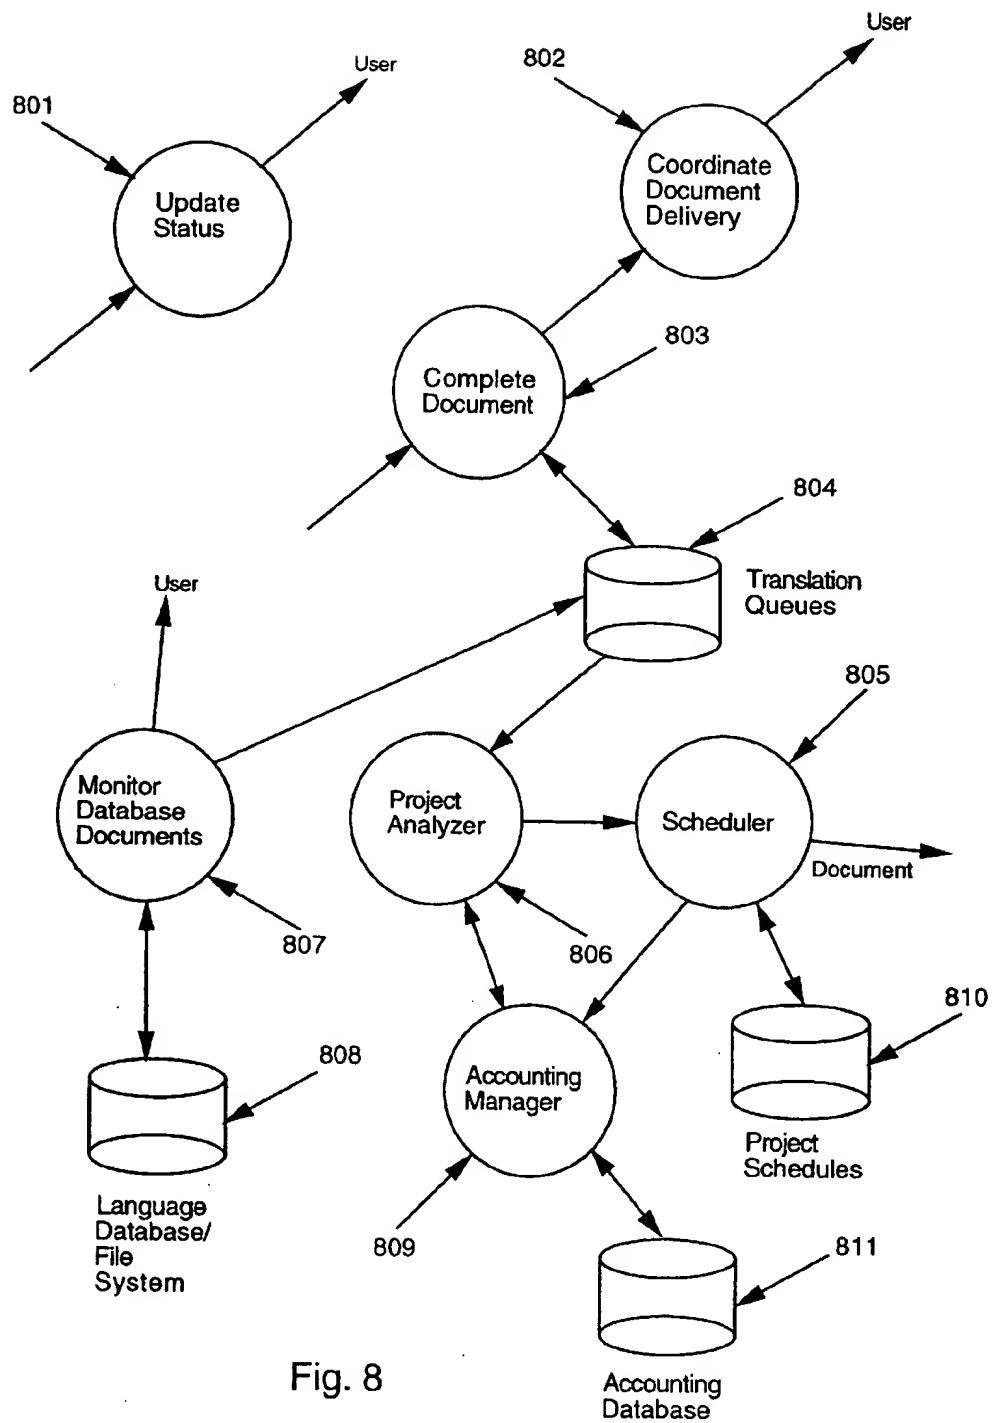 User
802
User
801
Coordinate
Document
Delivery
Update
Status
803
Complete
Document
804
Translation
Queues
User
805
Monitor
Database
Documents
Project
Analyzer
Scheduler
Document
807
806
810
808
Accounting
Manager
Project
Schedules
Language
Database/
File
System
809
811
Fig. 8
Accounting
Database